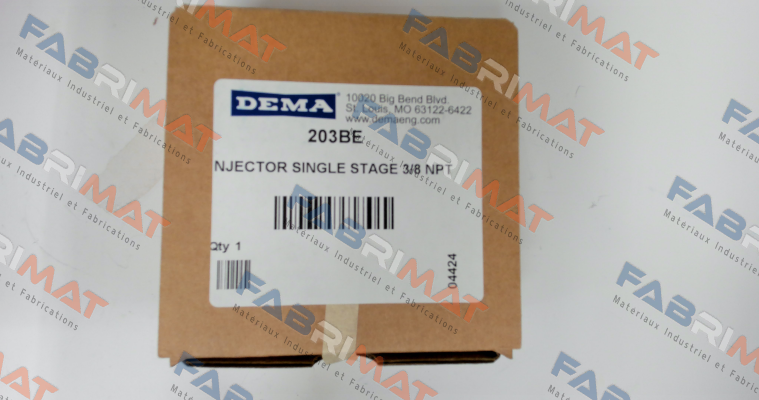 DEMA
10020 Big Bend Blvd.
St. Louis, MO 63122-6422
www.demaeng.com
203BE
NJECTOR SINGLE STAGE 3/8 NPT
Qty 1
04424
FABRIMAT
Matériaux Industriel et Fabrications